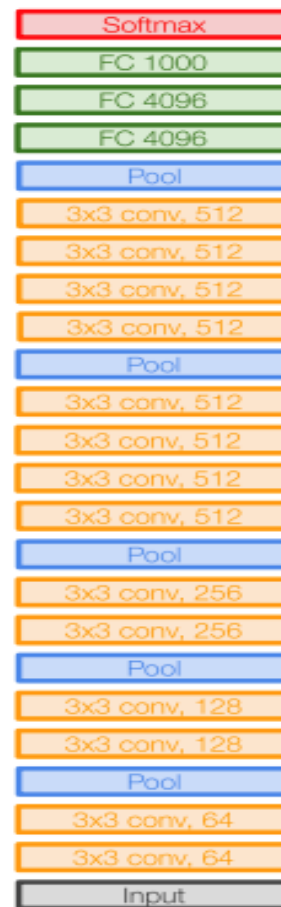 Softmax
FC 1000
FC 4096
FC 4096
Pool
3x3 conv, 512
3x3 conv, 512
3x3 conv, 512
3x3 conv, 512
Pool
3x3 conv, 512
3x3 conv, 512
3x3 conv, 512
3x3 conv, 512
Pool
3x3 conv, 256
3x3 conv, 256
Pool
3x3 conv, 128
3x3 conv, 128
Pool
3x3 conv, 64
3x3 conv, 64
Input